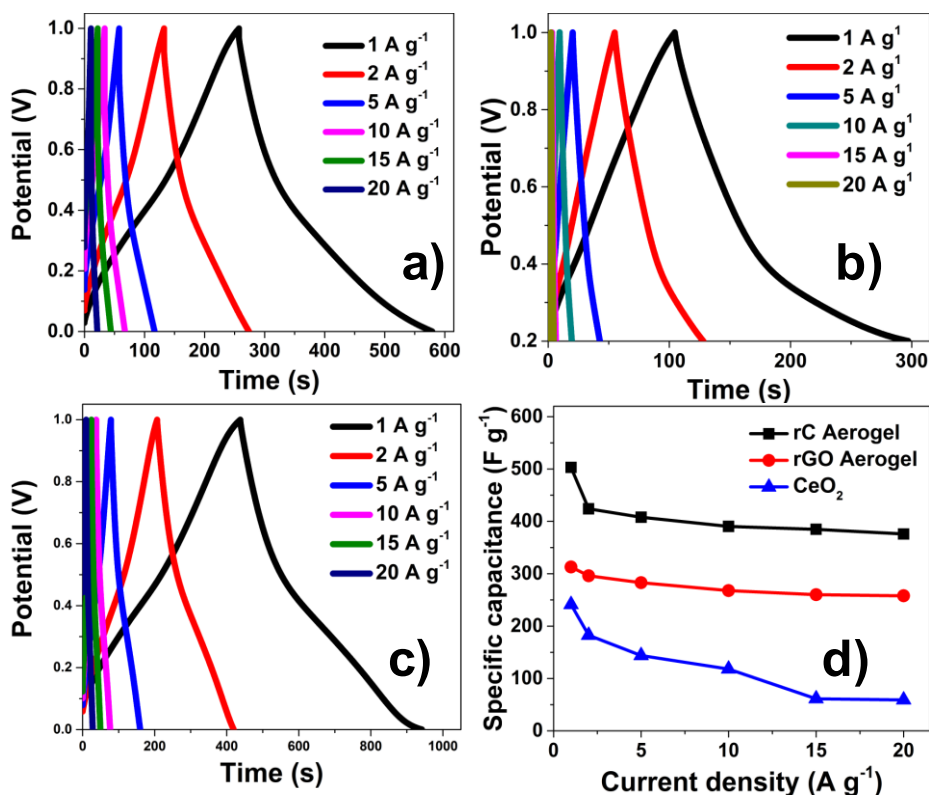 1.0
0.8
0.6
0.4
0.2
0.0
Potential (V)
0 100 200 300 400 500 600
Time (s)
1 A g⁻¹
2 A g⁻¹
5 A g⁻¹
10 A g⁻¹
15 A g⁻¹
20 A g⁻¹
a)
1.0
0.8
0.6
0.4
0.2
Potential (V)
0 100 200 300
Time (s)
1 A g¹
2 A g¹
5 A g¹
10 A g¹
15 A g¹
20 A g¹
b)
1.0
0.8
0.6
0.4
0.2
0.0
Potential (V)
0 200 400 600 800 1000
Time (s)
1 A g⁻¹
2 A g⁻¹
5 A g⁻¹
10 A g⁻¹
15 A g⁻¹
20 A g⁻¹
c)
600
500
400
300
200
100
0
Specific capacitance (F g⁻¹)
0 5 10 15 20
Current density (A g⁻¹)
rC Aerogel
rGO Aerogel
CeO₂
d)